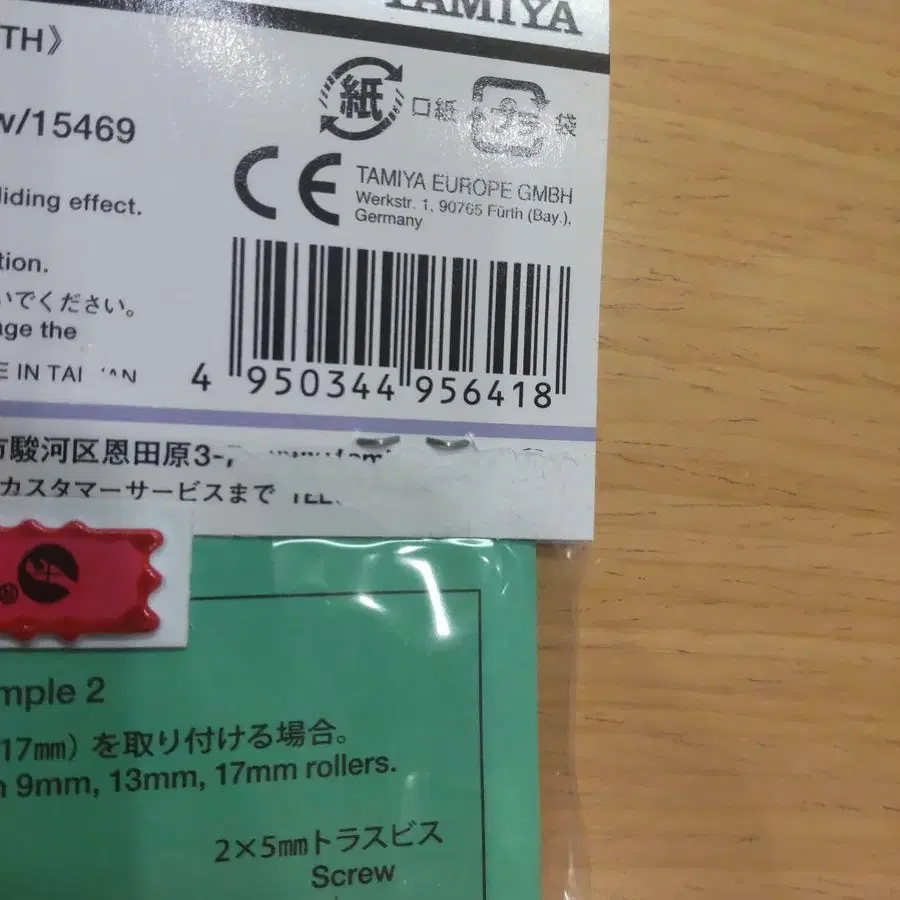 TAMIYA
TH》
紙
口紙
プラ
袋
w/15469
CE
TAMIYA EUROPE GMBH
Werkstr. 1, 90765 Fürth (Bay.),
Germany
liding effect.
tion.
いでください。
age the
E IN TAI
4 950344 956418
市駿河区恩田原3-
カスタマーサービスまで TEL
mple 2
17mm）を取り付ける場合。
9mm, 13mm, 17mm rollers.
2×5mmトラスビス
Screw